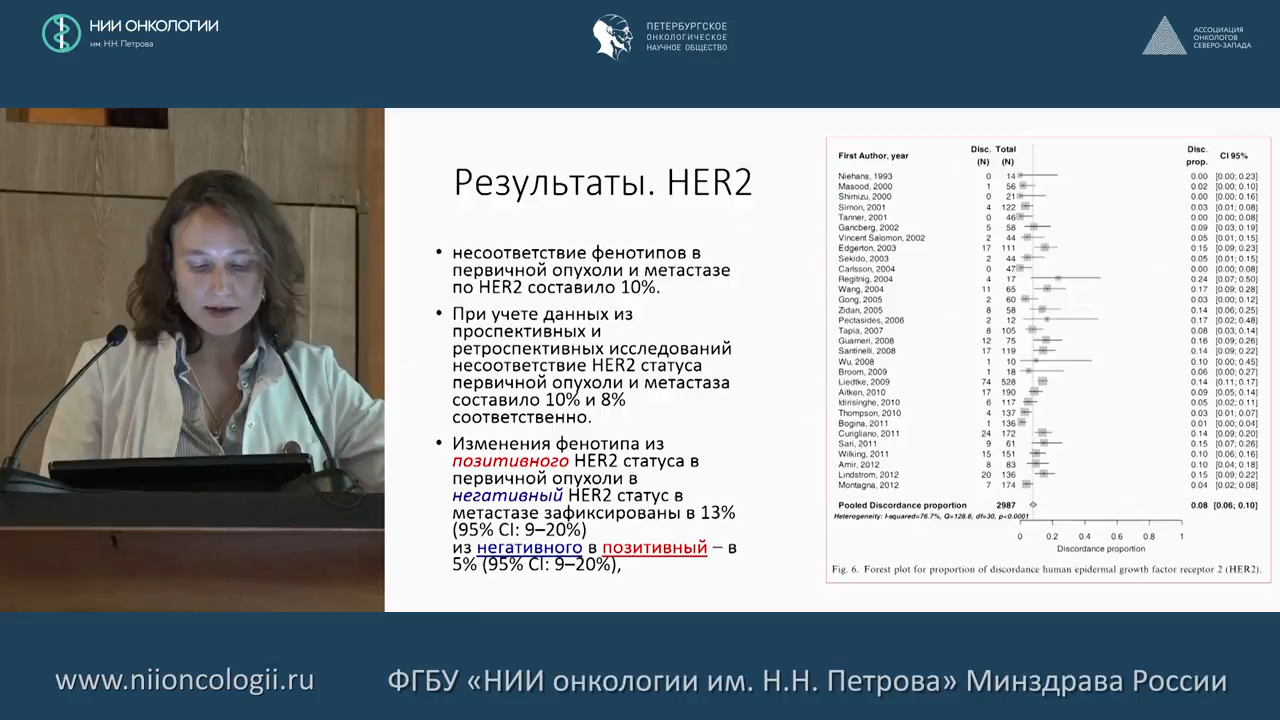 НИИ ОНКОЛОГИИ
им. Н.Н. Петрова
ПЕТЕРБУРГСКОЕ
ОНКОЛОГИЧЕСКОЕ
НАУЧНОЕ ОБЩЕСТВО
АССОЦИАЦИЯ
ОНКОЛОГОВ
СЕВЕРО-ЗАПАДА
Результаты. HER2
• несоответствие фенотипов в
первичной опухоли и метастазе
по HER2 составило 10%.
• При учете данных из
проспективных и
ретроспективных исследований
несоответствие HER2 статуса
первичной опухоли и метастаза
составило 10% и 8%
соответственно.
• Изменения фенотипа из
позитивного HER2 статуса в
первичной опухоли в
негативный HER2 статус в
метастазе зафиксированы в 13%
(95% CI: 9–20%)
из негативного в позитивный – в
5% (95% CI: 9–20%),
First Author, year Disc. (N) Total (N) Disc. prop. CI 95%
Niehans, 1993 0 14 0.00 [0.00; 0.23]
Masood, 2000 1 56 0.02 [0.00; 0.10]
Shimizu, 2000 0 21 0.00 [0.00; 0.16]
Simon, 2001 4 122 0.03 [0.01; 0.08]
Tanner, 2001 0 46 0.00 [0.00; 0.08]
Gancberg, 2002 5 58 0.09 [0.03; 0.19]
Vincent Salomon, 2002 2 44 0.05 [0.01; 0.15]
Edgerton, 2003 17 111 0.15 [0.09; 0.23]
Sekido, 2003 2 44 0.05 [0.01; 0.15]
Carlsson, 2004 0 47 0.00 [0.00; 0.08]
Regitnig, 2004 4 17 0.24 [0.07; 0.50]
Wang, 2004 11 65 0.17 [0.09; 0.28]
Gong, 2005 2 60 0.03 [0.00; 0.12]
Zidan, 2005 8 58 0.14 [0.06; 0.25]
Pectasides, 2006 2 12 0.17 [0.02; 0.48]
Tapia, 2007 8 105 0.08 [0.03; 0.14]
Guarneri, 2008 12 75 0.16 [0.09; 0.26]
Santinelli, 2008 17 119 0.14 [0.09; 0.22]
Wu, 2008 1 10 0.10 [0.00; 0.45]
Broom, 2009 1 18 0.06 [0.00; 0.27]
Liedtke, 2009 74 528 0.14 [0.11; 0.17]
Aitken, 2010 17 190 0.09 [0.05; 0.14]
Idirisinghe, 2010 6 117 0.05 [0.02; 0.11]
Thompson, 2010 4 137 0.03 [0.01; 0.07]
Bogina, 2011 1 136 0.01 [0.00; 0.04]
Curigliano, 2011 24 172 0.14 [0.09; 0.20]
Sari, 2011 9 61 0.15 [0.07; 0.26]
Wilking, 2011 15 151 0.10 [0.06; 0.16]
Amir, 2012 8 83 0.10 [0.04; 0.18]
Lindstrom, 2012 20 136 0.15 [0.09; 0.22]
Montagna, 2012 7 174 0.04 [0.02; 0.08]
Pooled Discordance proportion 2987 0.08 [0.06; 0.10]
Heterogeneity: I-squared=76.7%, Q=128.6, df=30, p<0.0001
0 0.2 0.4 0.6 0.8 1
Discordance proportion
Fig. 6. Forest plot for proportion of discordance human epidermal growth factor receptor 2 (HER2).
www.niioncologii.ru ФГБУ «НИИ онкологии им. Н.Н. Петрова» Минздрава России